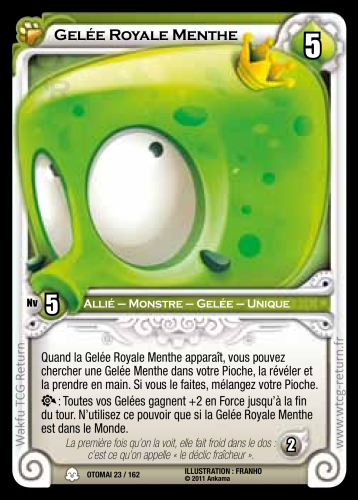 GELÉE ROYALE MENTHE
5
Nv 5
ALLIÉ – MONSTRE – GELÉE – UNIQUE
Quand la Gelée Royale Menthe apparaît, vous pouvez
chercher une Gelée Menthe dans votre Pioche, la révéler et
la prendre en main. Si vous le faites, mélangez votre Pioche.
: Toutes vos Gelées gagnent +2 en Force jusqu'à la fin
du tour. N'utilisez ce pouvoir que si la Gelée Royale Menthe
est dans le Monde.
La première fois qu'on la voit, elle fait froid dans le dos :
c'est ce qu'on appelle « le déclic fraîcheur ».
2
OTOMAI 23 / 162
ILLUSTRATION : FRANHO
© 2011 Ankama
Wakfu TCG Return
www.wtcg-return.fr